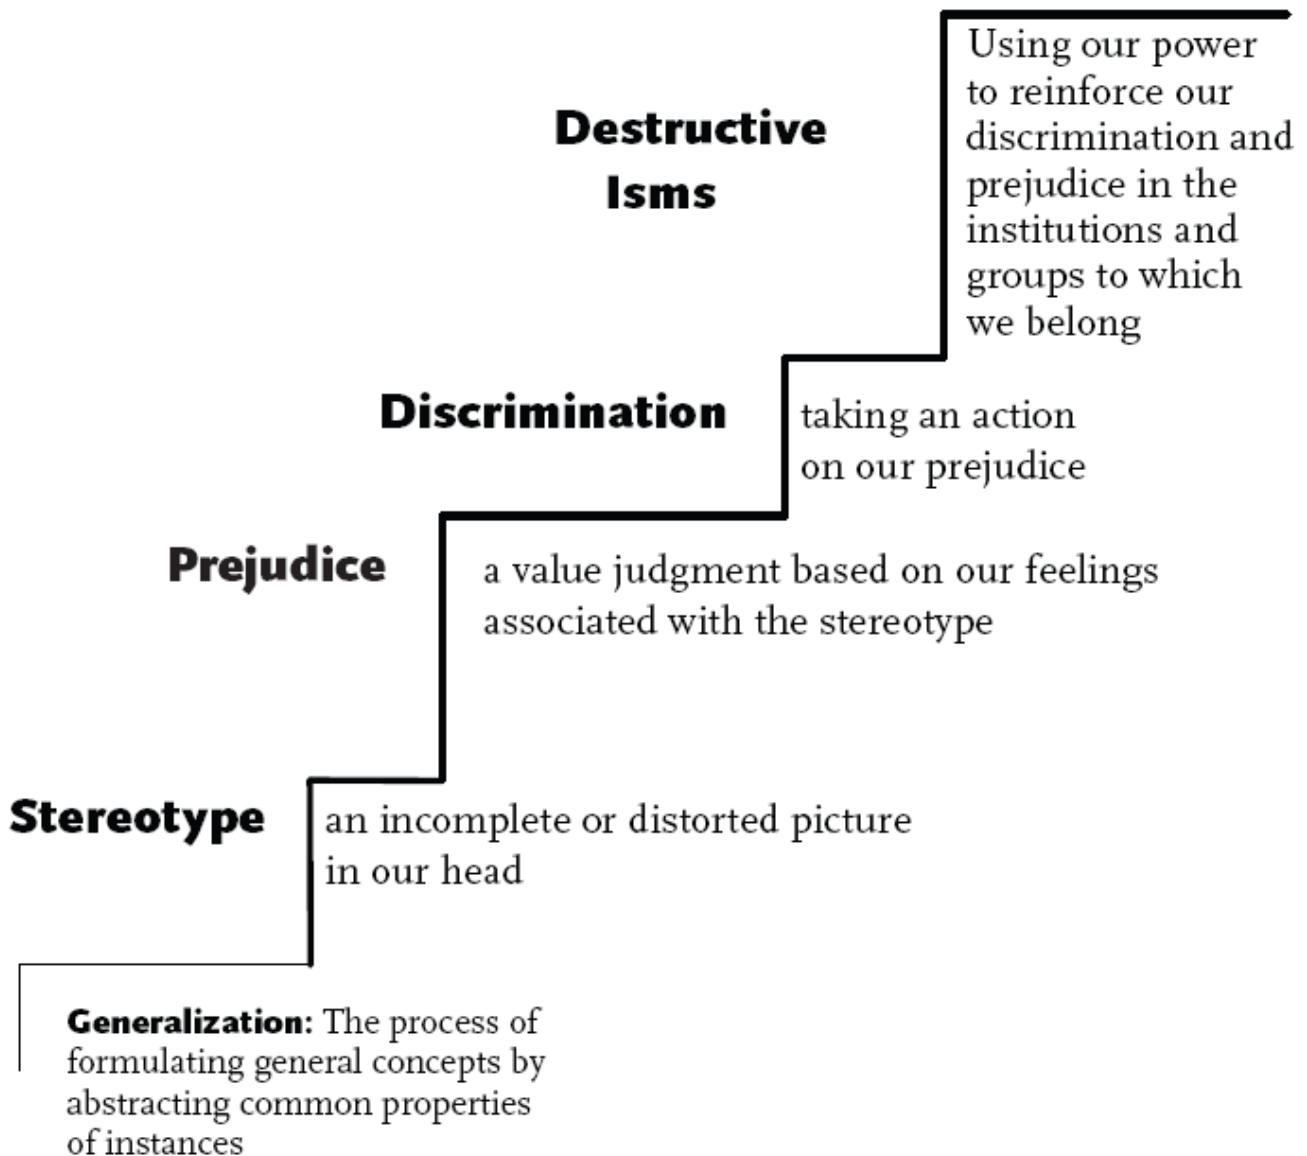 Using our power
to reinforce our
discrimination and
prejudice in the
institutions and
groups to which
we belong
Destructive
Isms
Discrimination
taking an action
on our prejudice
Prejudice
a value judgment based on our feelings
associated with the stereotype
Stereotype
an incomplete or distorted picture
in our head
Generalization: The process of
formulating general concepts by
abstracting common properties
of instances